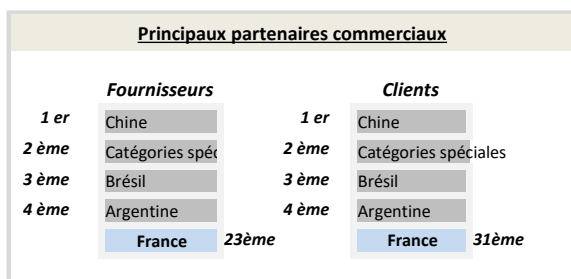 Principaux partenaires commerciaux
Fournisseurs Clients
1 er Chine 1 er Chine
2 ème Catégories spéc 2 ème Catégories spéciales
3 ème Brésil 3 ème Brésil
4 ème Argentine 4 ème Argentine
France 23ème France 31ème